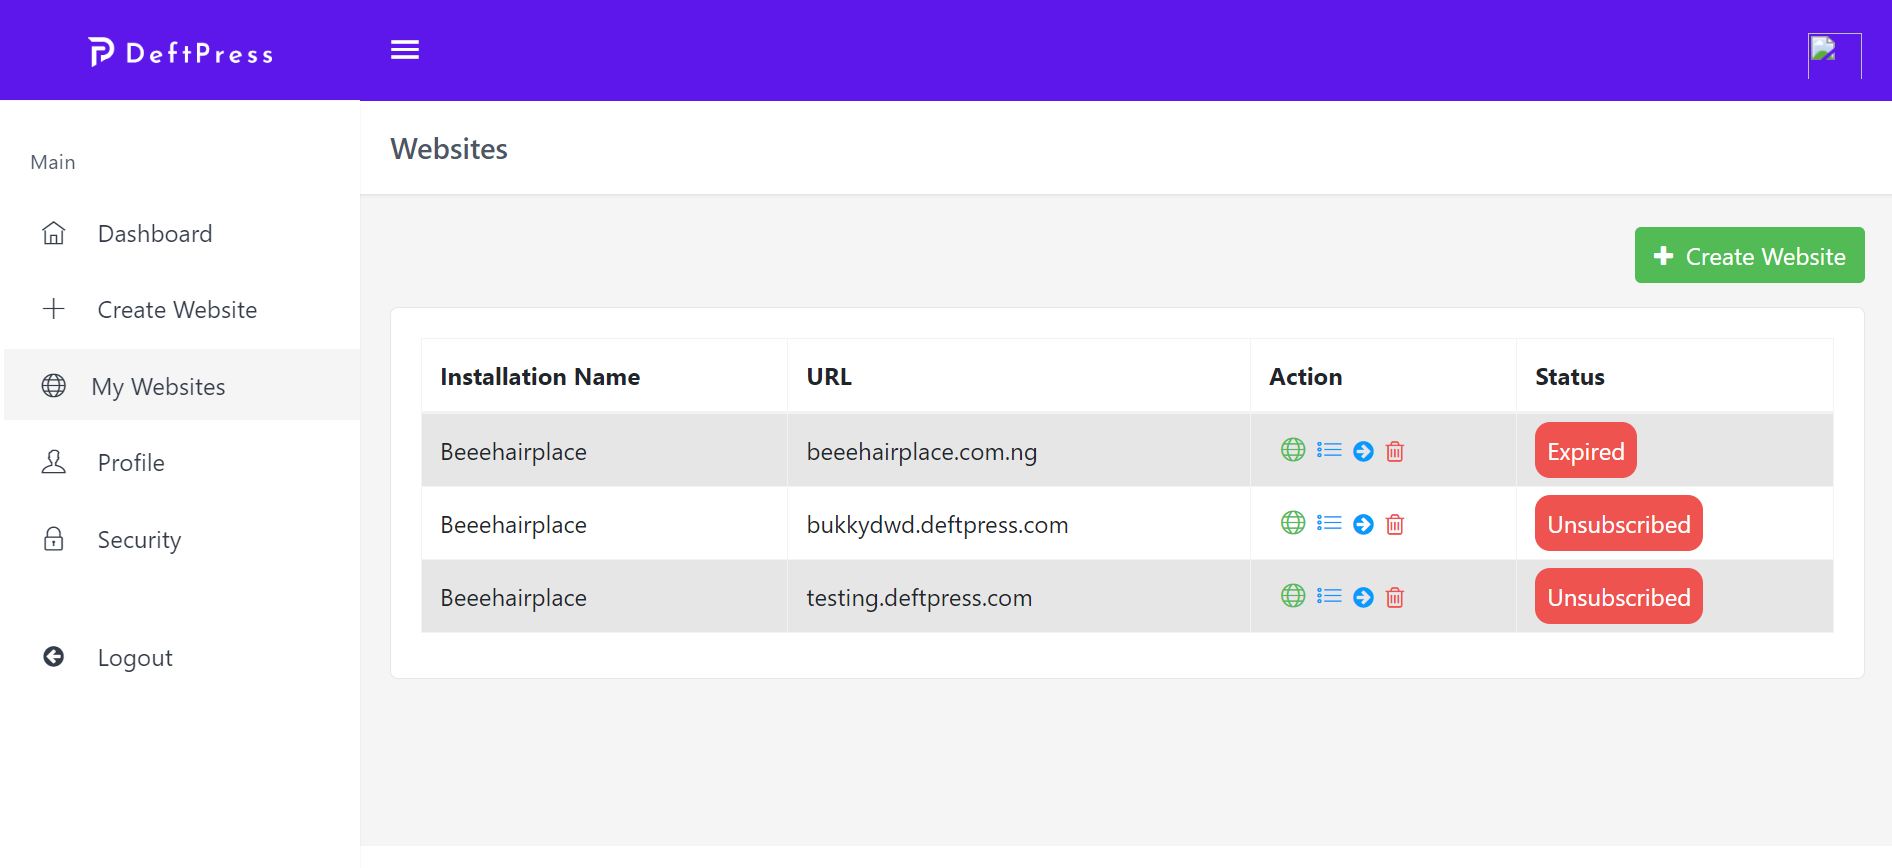 DeftPress
Main
Dashboard
Create Website
My Websites
Profile
Security
Logout
Websites
Create Website
Installation Name URL Action Status
Beeehairplace beeehairplace.com.ng Expired
Beeehairplace bukkydwd.deftpress.com Unsubscribed
Beeehairplace testing.deftpress.com Unsubscribed